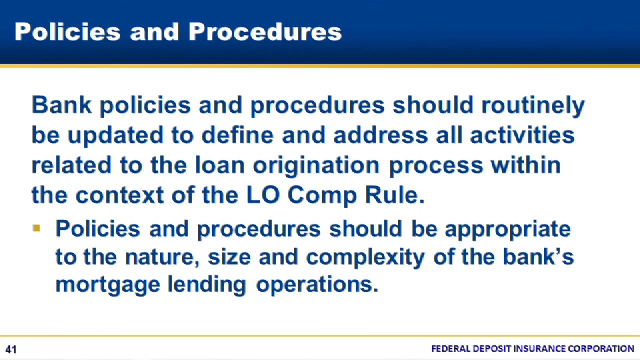 Policies and Procedures
Bank policies and procedures should routinely
be updated to define and address all activities
related to the loan origination process within
the context of the LO Comp Rule.
Policies and procedures should be appropriate
to the nature, size and complexity of the bank’s
mortgage lending operations.
41
FEDERAL DEPOSIT INSURANCE CORPORATION